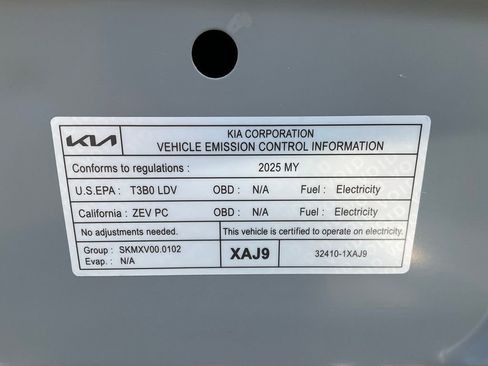 KIA
KIA CORPORATION
VEHICLE EMISSION CONTROL INFORMATION
Conforms to regulations : 2025 MY
U.S.EPA : T3B0 LDV OBD : N/A Fuel : Electricity
California : ZEV PC OBD : N/A Fuel : Electricity
No adjustments needed. This vehicle is certified to operate on electricity.
Group : SKMXV00.0102
Evap. : N/A
XAJ9
32410-1XAJ9